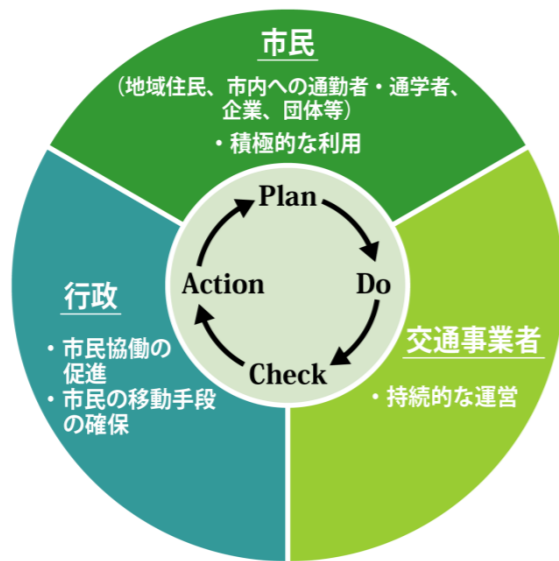 市民
（地域住民、市内への通勤者・通学者、
企業、団体等）
・積極的な利用
Plan
Do
Check
Action
行政
・市民協働の
促進
・市民の移動手段
の確保
交通事業者
・持続的な運営